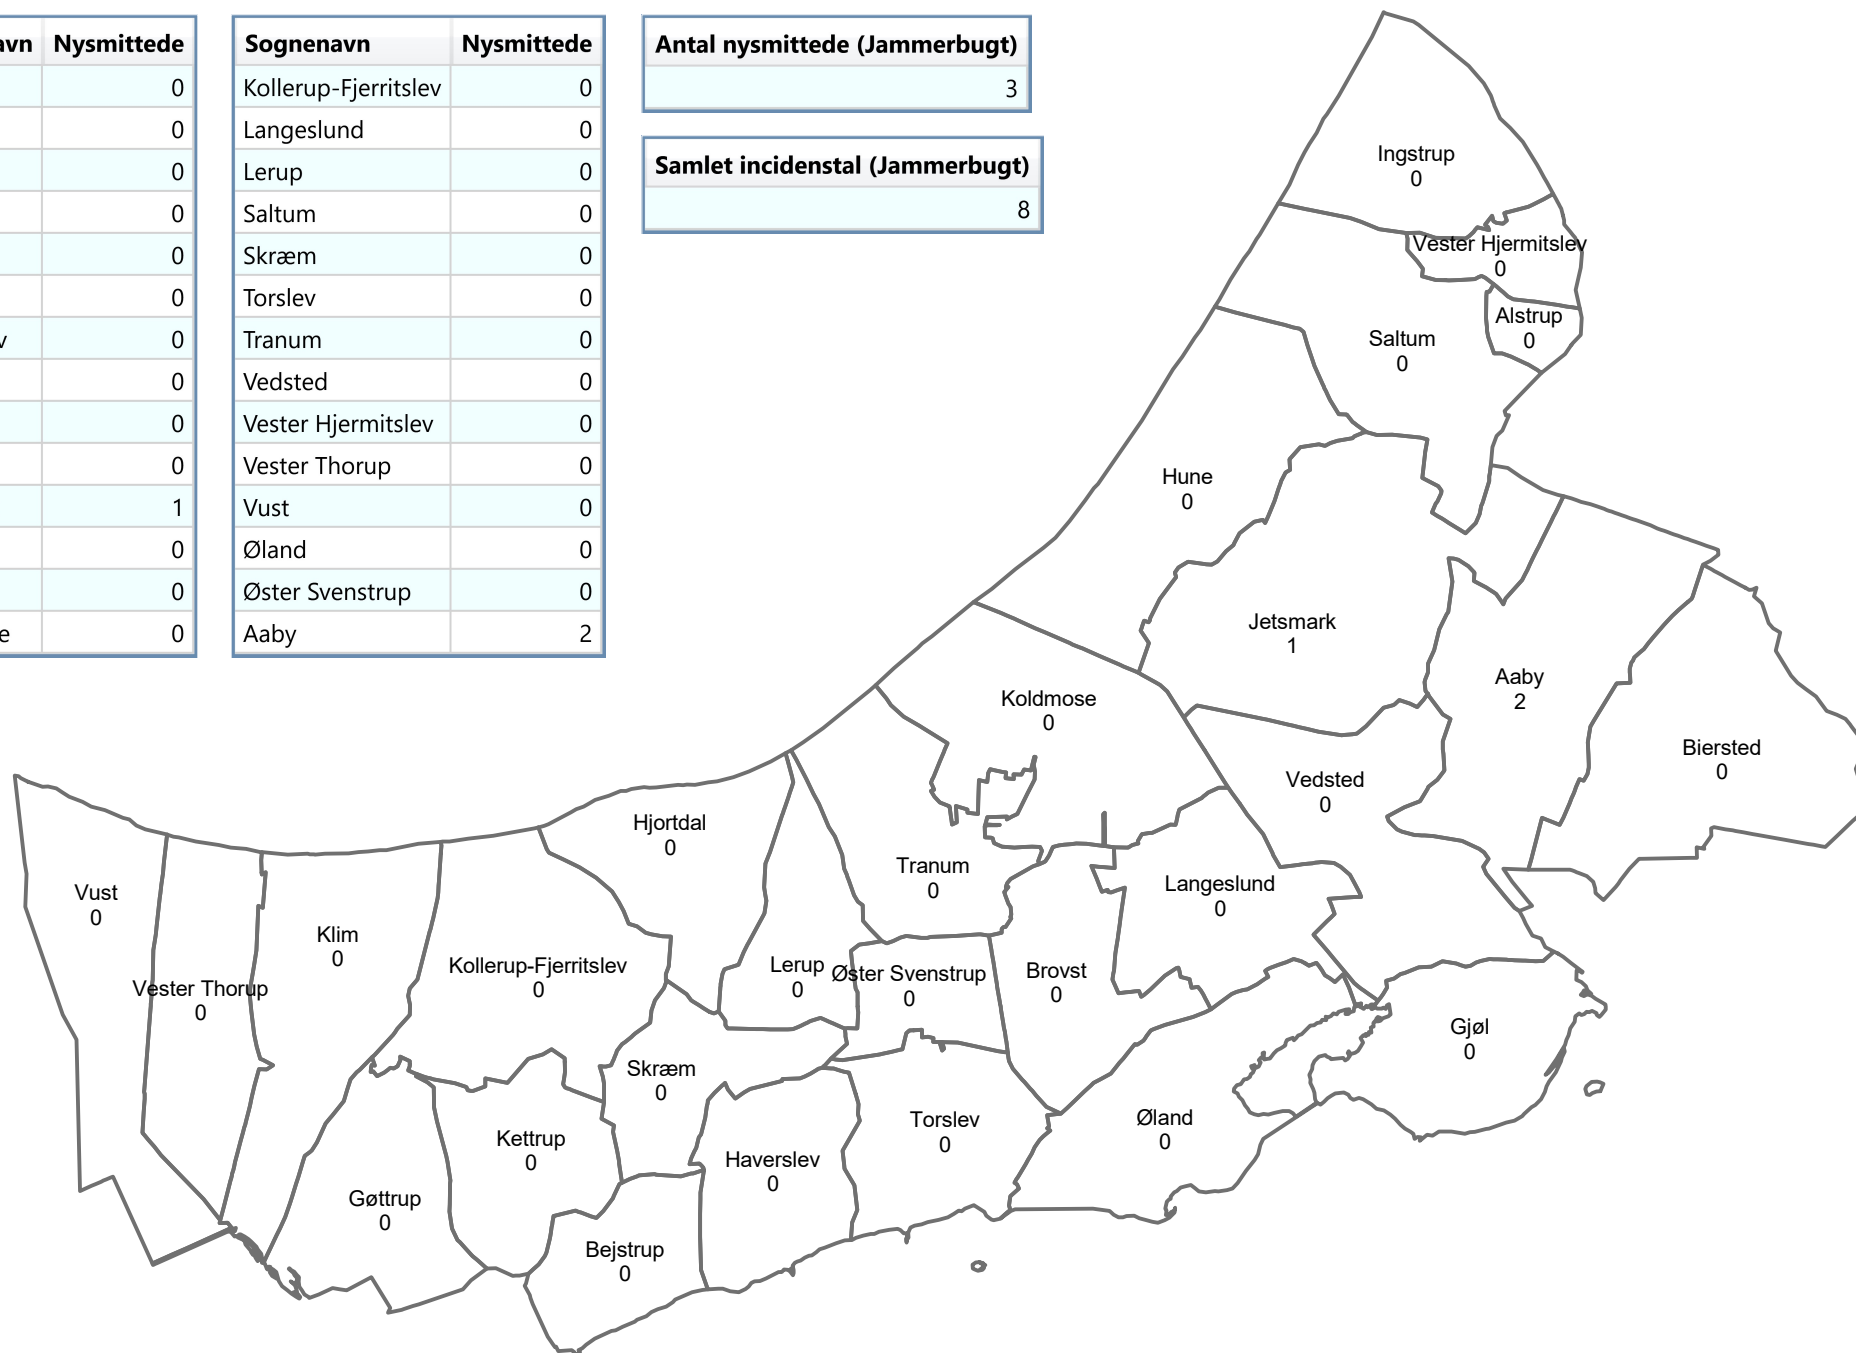 avn Nysmittede
0
0
0
0
0
0
v 0
0
0
0
1
0
0
e 0
Sognenavn Nysmittede
Kollerup-Fjerritslev 0
Langeslund 0
Lerup 0
Saltum 0
Skræm 0
Torslev 0
Tranum 0
Vedsted 0
Vester Hjermitslev 0
Vester Thorup 0
Vust 0
Øland 0
Øster Svenstrup 0
Aaby 2
Antal nysmittede (Jammerbugt)
3
Samlet incidenstal (Jammerbugt)
8
Ingstrup
0
Vester Hjermitslev
0
Alstrup
0
Saltum
0
Hune
0
Jetsmark
1
Aaby
2
Koldmose
0
Biersted
0
Vedsted
0
Hjortdal
0
Tranum
0
Langeslund
0
Vust
0
Klim
0
Kollerup-Fjerritslev
0
Lerup
0
Øster Svenstrup
0
Brovst
0
Vester Thorup
0
Gjøl
0
Skræm
0
Torslev
0
Øland
0
Kettrup
0
Haverslev
0
Gøttrup
0
Bejstrup
0